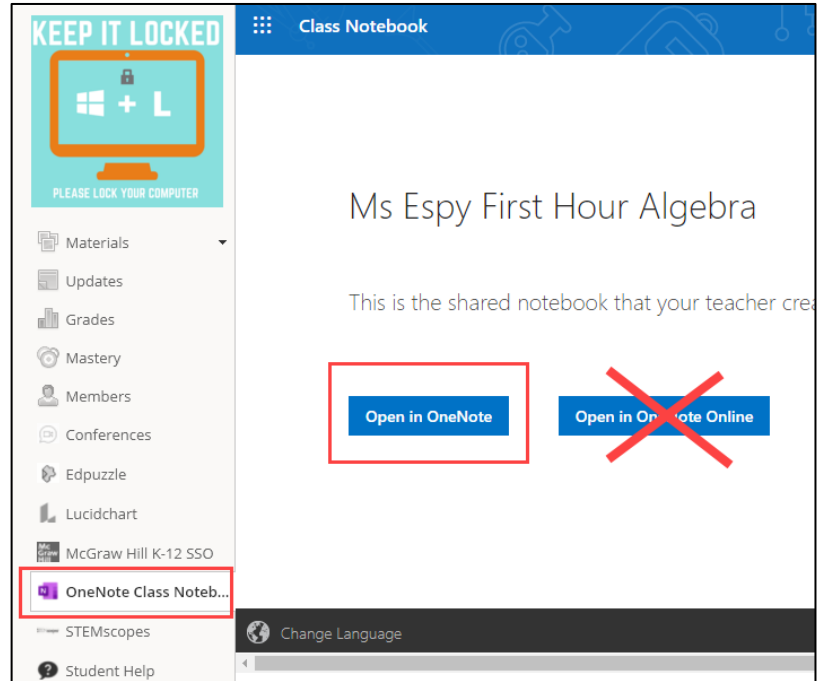 KEEP IT LOCKED
+ L
PLEASE LOCK YOUR COMPUTER
Materials
Updates
Grades
Mastery
Members
Conferences
Edpuzzle
Lucidchart
Mc Graw Hill
McGraw Hill K-12 SSO
N
OneNote Class Noteb...
STEMscopes
?
Student Help
Class Notebook
Ms Espy First Hour Algebra
This is the shared notebook that your teacher crea
Open in OneNote
Open in OneNote Online
Change Language